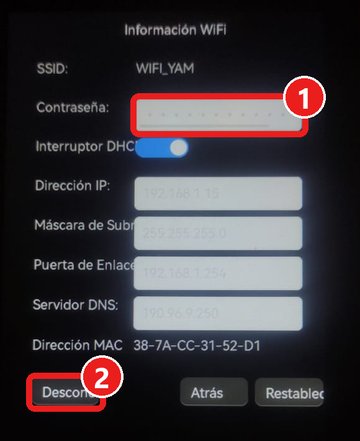 Información WiFi
SSID: WIFI_YAM
Contraseña: 1
Interruptor DHC
Dirección IP: 192.168.1.15
Máscara de Subr 255.255.255.0
Puerta de Enlace 192.168.1.254
Servidor DNS: 190.96.9.250
Dirección MAC 38-7A-CC-31-52-D1
2
Descone Atrás Restablec